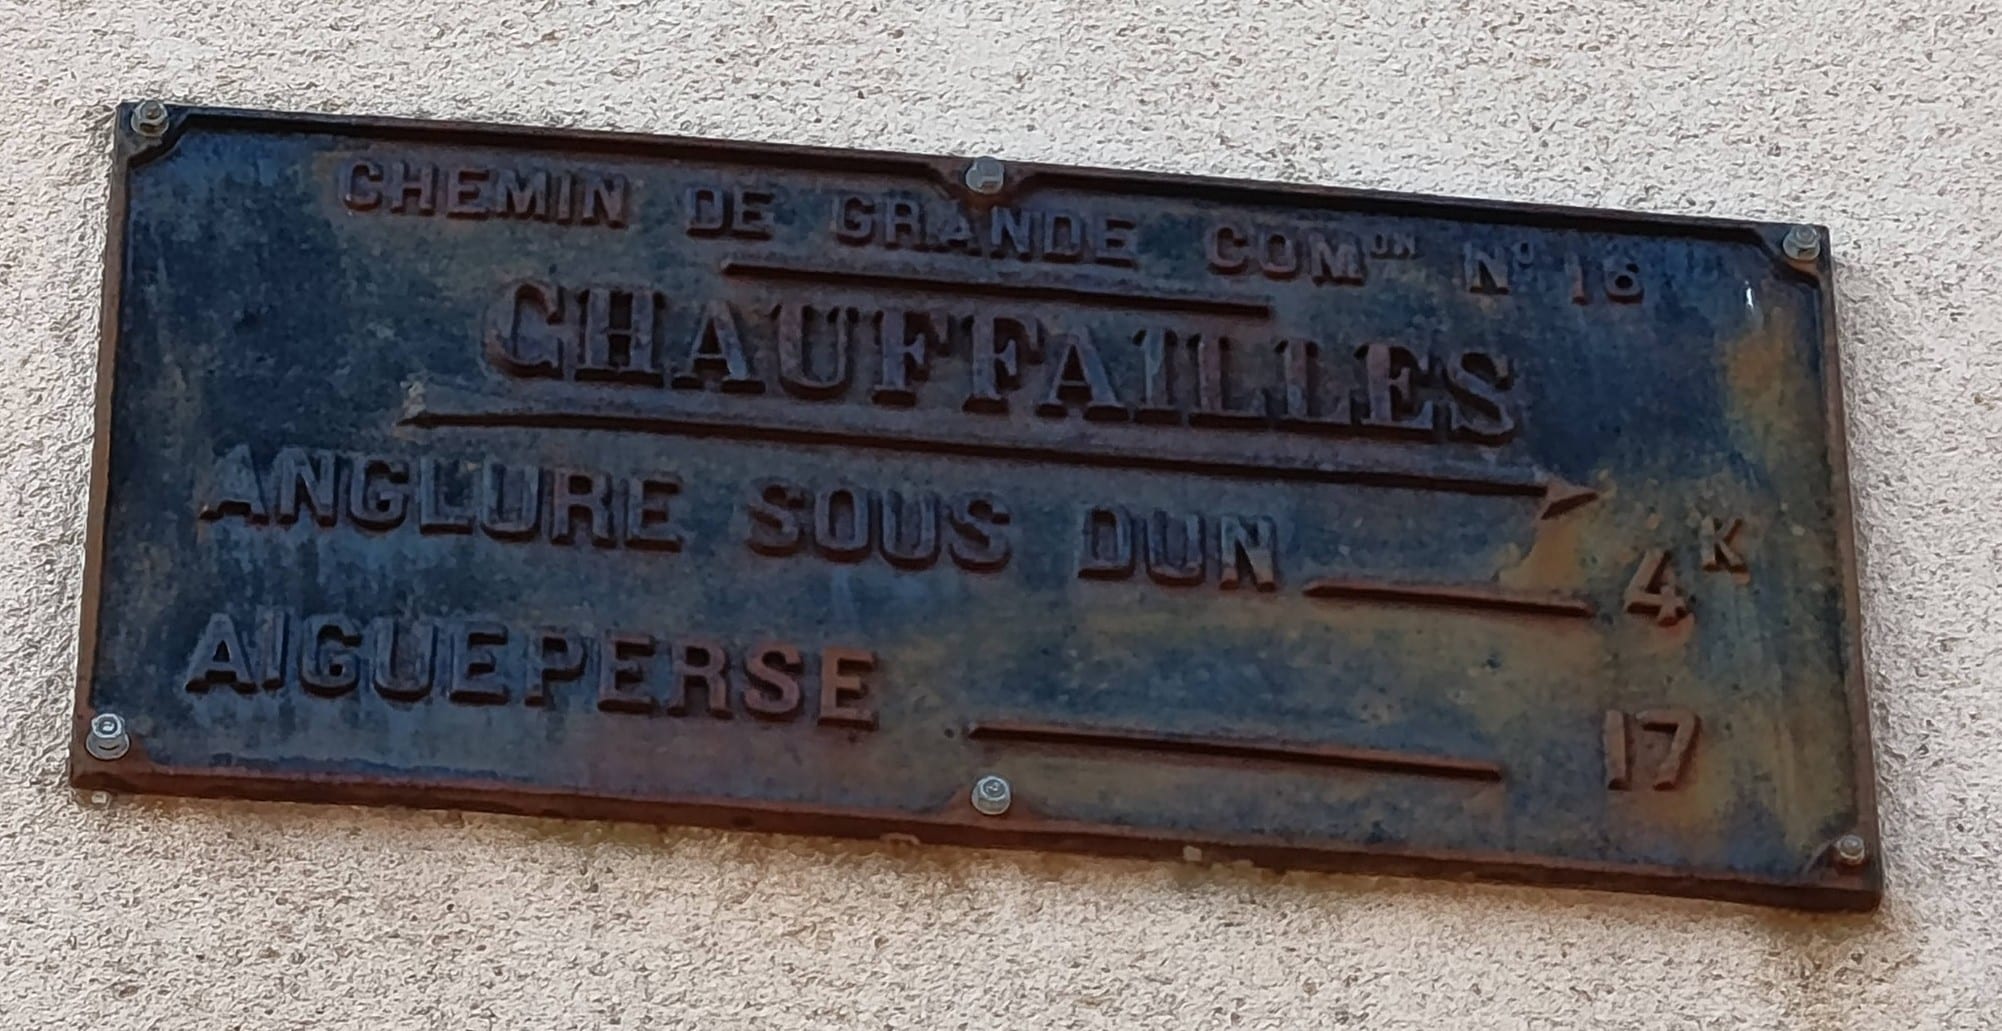 CHEMIN DE GRANDE COMON NO 16
CHAUFFAILLES
ANGLURE SOUS DUN 4K
AIGUEPERSE 17